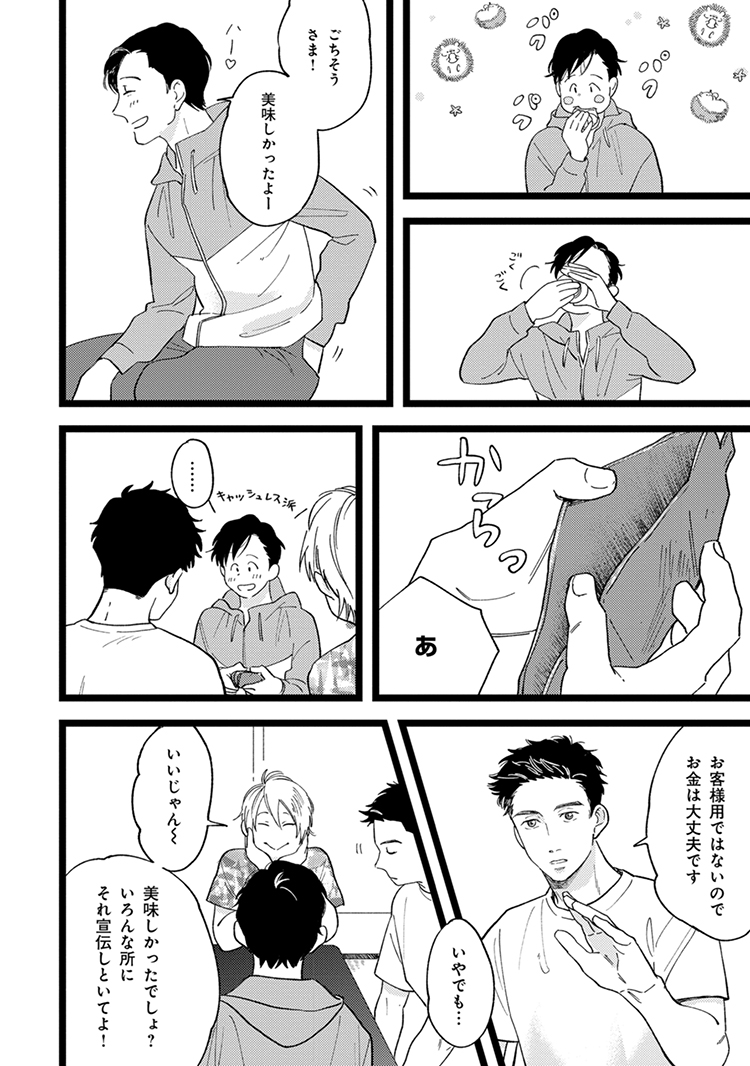 パクッ
パクッ
ごくごく
ごちそう
さま!
美味しかったよー
ハー♡
からっ
あ
キャッシュレス派
……
お客様用ではないので
お金は大丈夫です
いやでも…
いいじゃん〜
美味しかったでしょ?
いろんな所に
それ宣伝しといてよ!